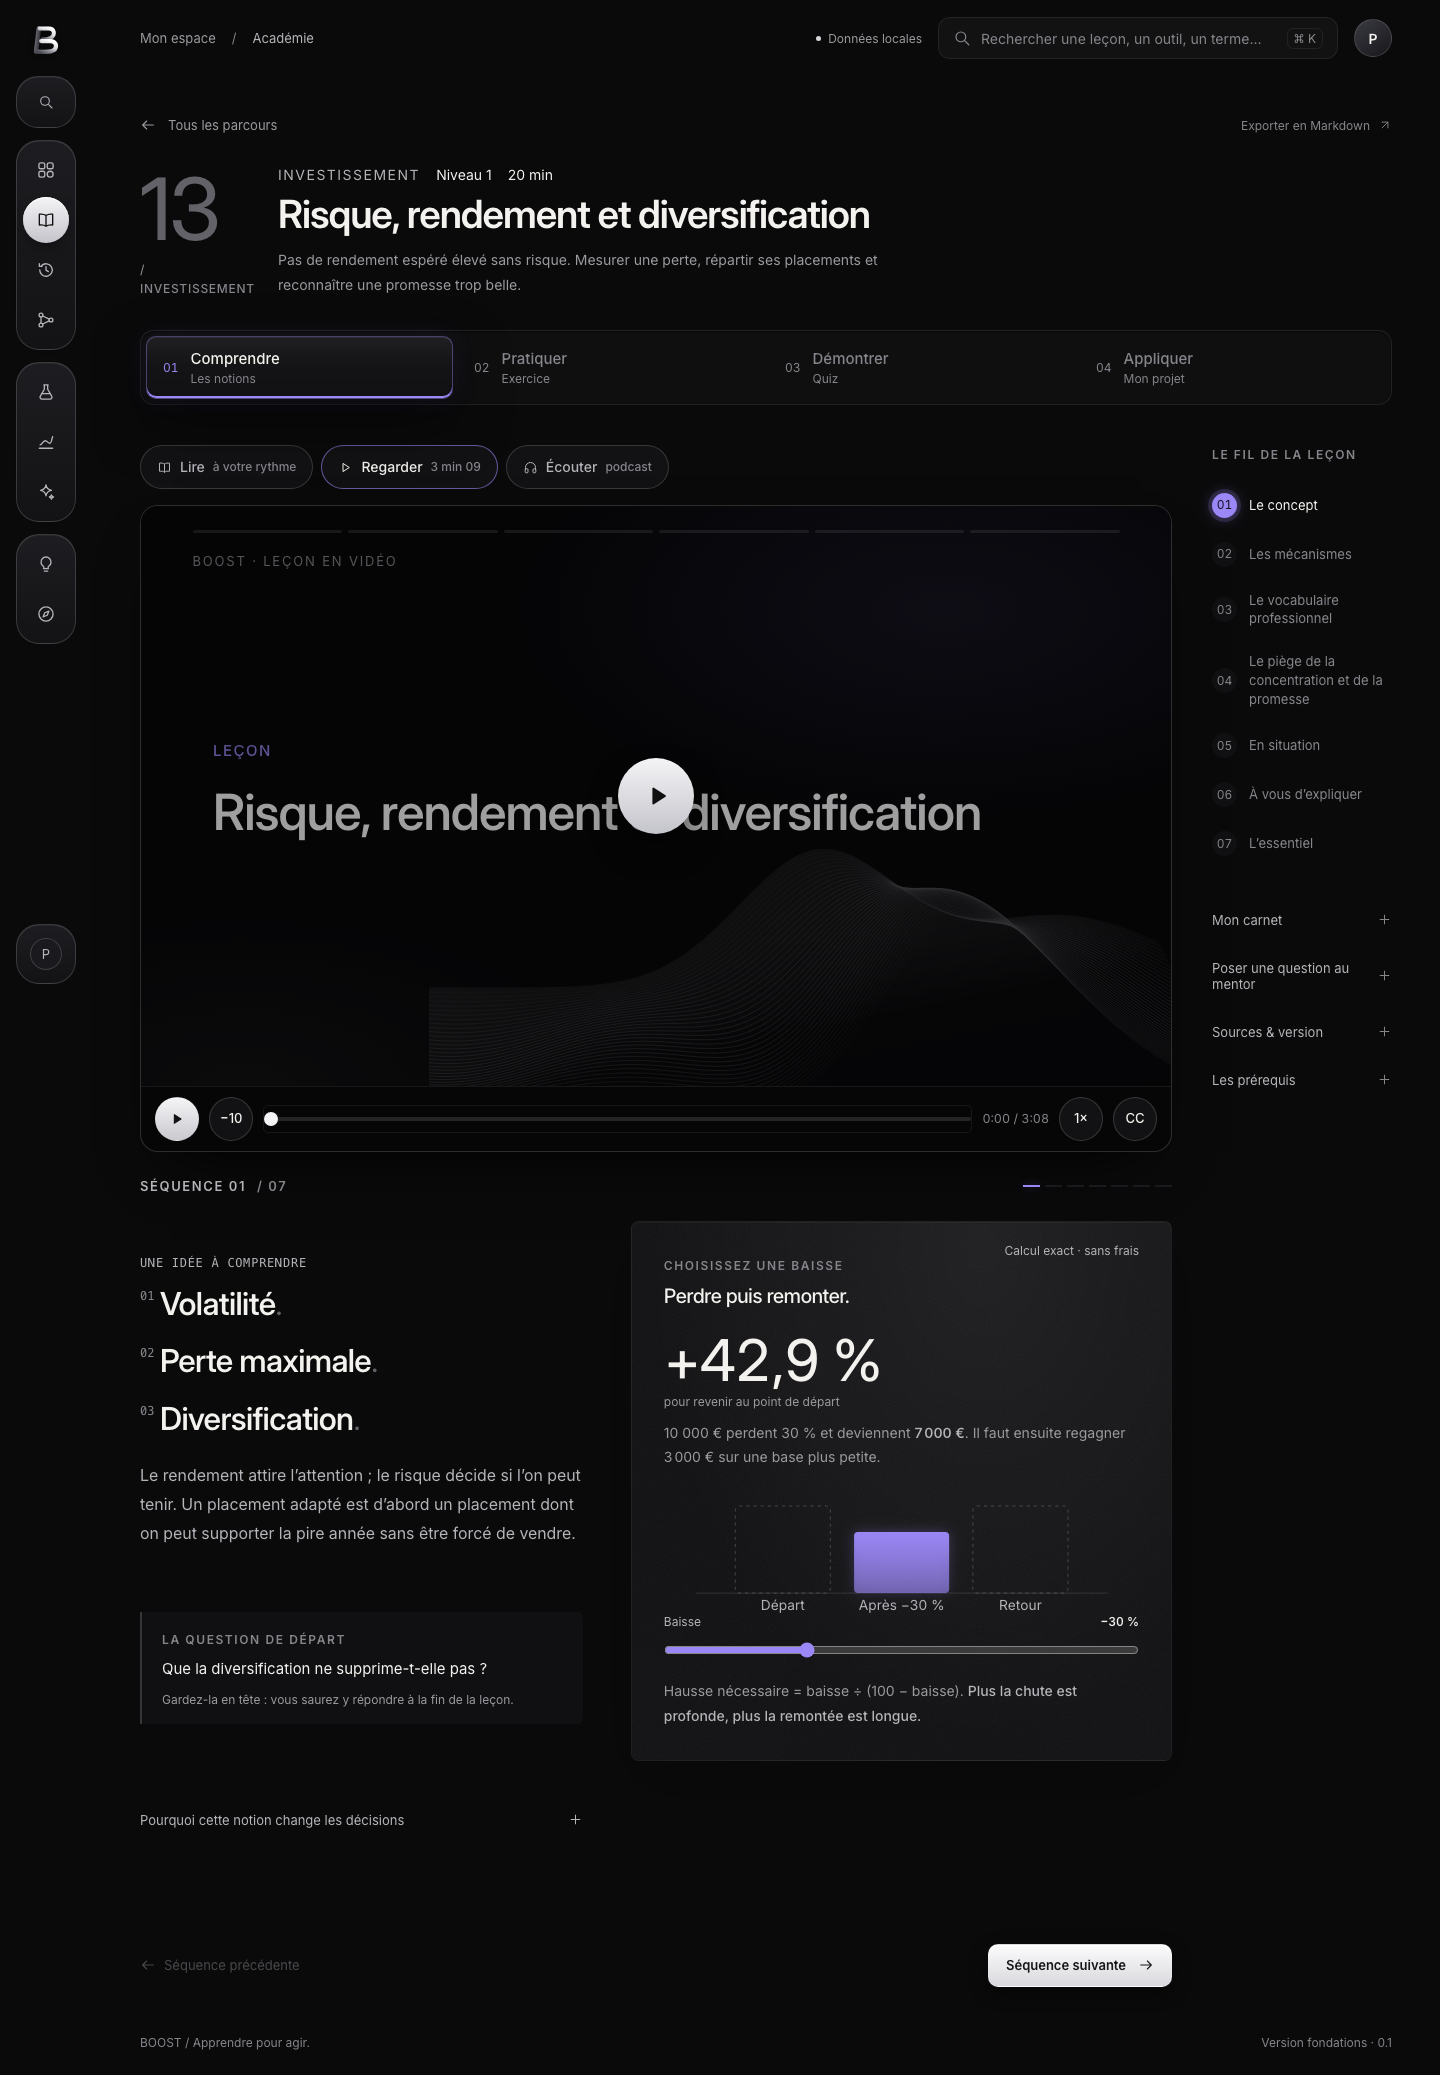 B
Mon espace / Académie
Données locales
Rechercher une leçon, un outil, un terme...
⌘ K
P
← Tous les parcours
Exporter en Markdown ↗
13
/
INVESTISSEMENT
INVESTISSEMENT Niveau 1 20 min
Risque, rendement et diversification
Pas de rendement espéré élevé sans risque. Mesurer une perte, répartir ses placements et
reconnaître une promesse trop belle.
01 Comprendre
Les notions
02 Pratiquer
Exercice
03 Démontrer
Quiz
04 Appliquer
Mon projet
Lire à votre rythme
Regarder 3 min 09
Écouter podcast
BOOST · LEÇON EN VIDÉO
LEÇON
Risque, rendement diversification
−10
0:00 / 3:08
1×
CC
LE FIL DE LA LEÇON
01 Le concept
02 Les mécanismes
03 Le vocabulaire
professionnel
04 Le piège de la
concentration et de la
promesse
05 En situation
06 À vous d’expliquer
07 L’essentiel
Mon carnet +
Poser une question au
mentor +
Sources & version +
Les prérequis +
P
SÉQUENCE 01 / 07
UNE IDÉE À COMPRENDRE
01 Volatilité.
02 Perte maximale.
03 Diversification.
Le rendement attire l’attention ; le risque décide si l’on peut
tenir. Un placement adapté est d’abord un placement dont
on peut supporter la pire année sans être forcé de vendre.
LA QUESTION DE DÉPART
Que la diversification ne supprime-t-elle pas ?
Gardez-la en tête : vous saurez y répondre à la fin de la leçon.
Pourquoi cette notion change les décisions +
Calcul exact · sans frais
CHOISISSEZ UNE BAISSE
Perdre puis remonter.
+42,9 %
pour revenir au point de départ
10 000 € perdent 30 % et deviennent 7 000 €. Il faut ensuite regagner
3 000 € sur une base plus petite.
Départ
Après −30 %
Retour
Baisse
−30 %
Hausse nécessaire = baisse ÷ (100 − baisse). Plus la chute est
profonde, plus la remontée est longue.
← Séquence précédente
Séquence suivante →
BOOST / Apprendre pour agir.
Version fondations · 0.1